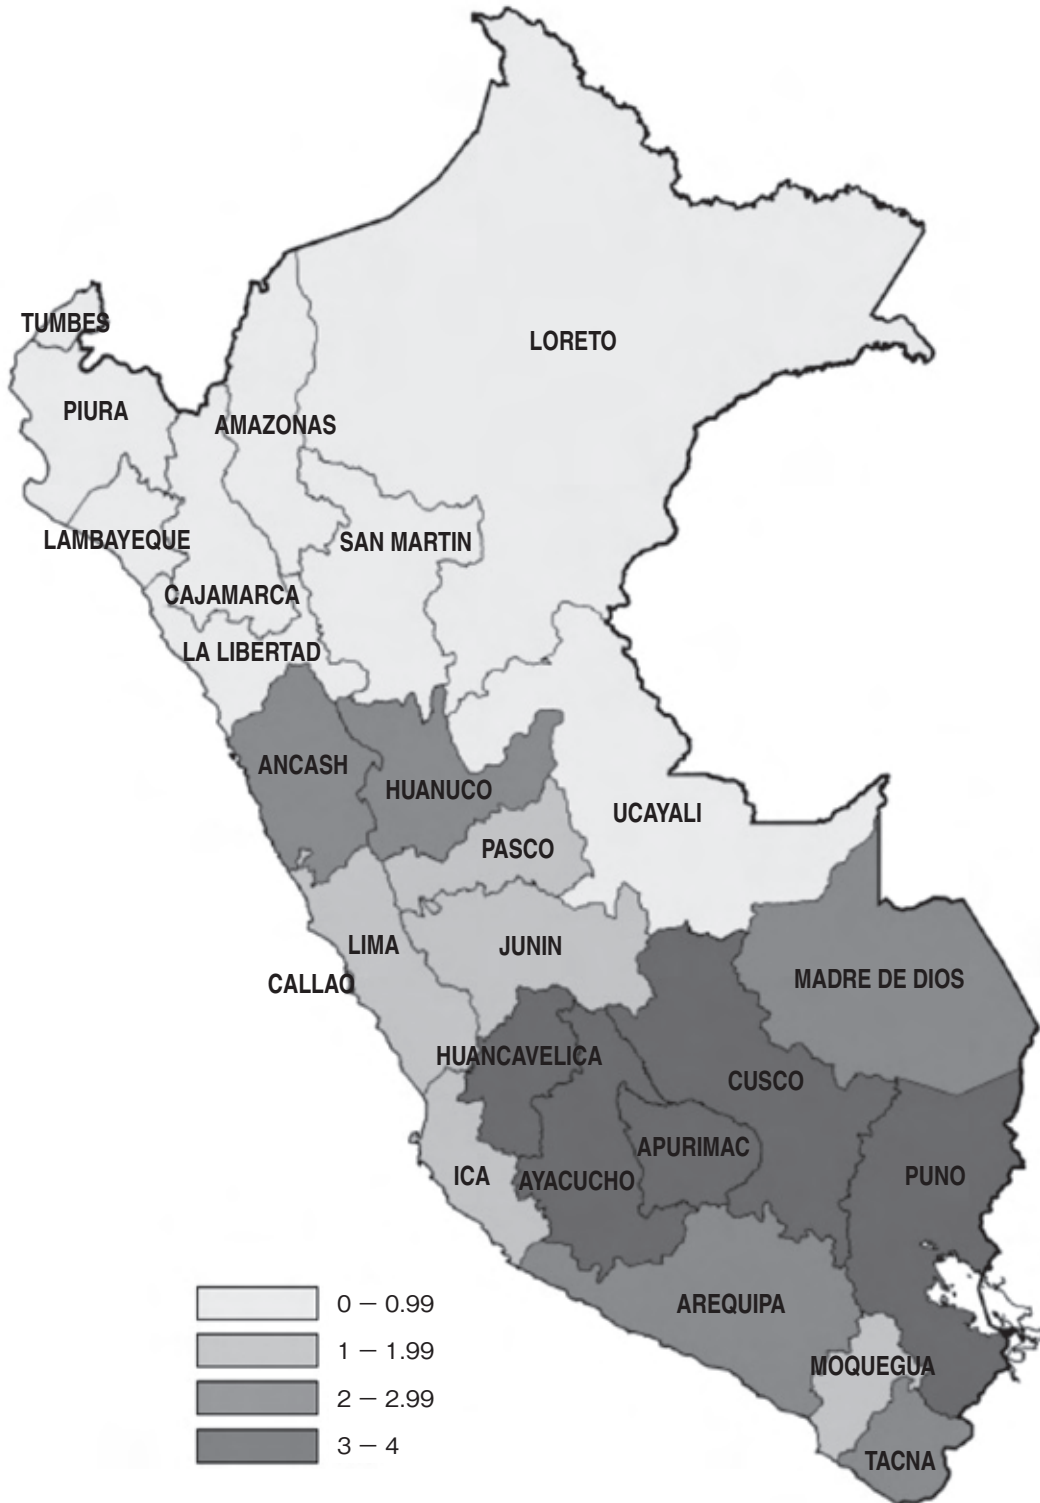 TUMBES
LORETO
PIURA
AMAZONAS
LAMBAYEQUE
SAN MARTIN
CAJAMARCA
LA LIBERTAD
ANCASH
HUANUCO
UCAYALI
PASCO
LIMA
JUNIN
CALLAO
MADRE DE DIOS
HUANCAVELICA
CUSCO
APURIMAC
ICA
AYACUCHO
PUNO
AREQUIPA
MOQUEGUA
TACNA
0 – 0.99
1 – 1.99
2 – 2.99
3 – 4